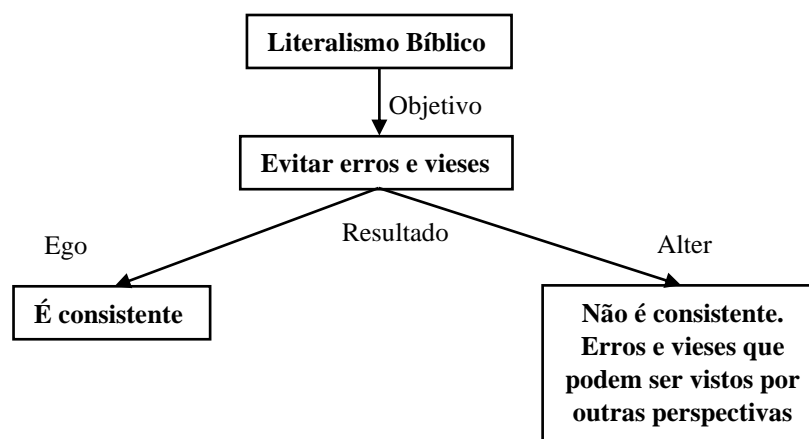 Literalismo Bíblico
Objetivo
Evitar erros e vieses
Ego
Resultado
Alter
É consistente
Não é consistente.
Erros e vieses que
podem ser vistos por
outras perspectivas